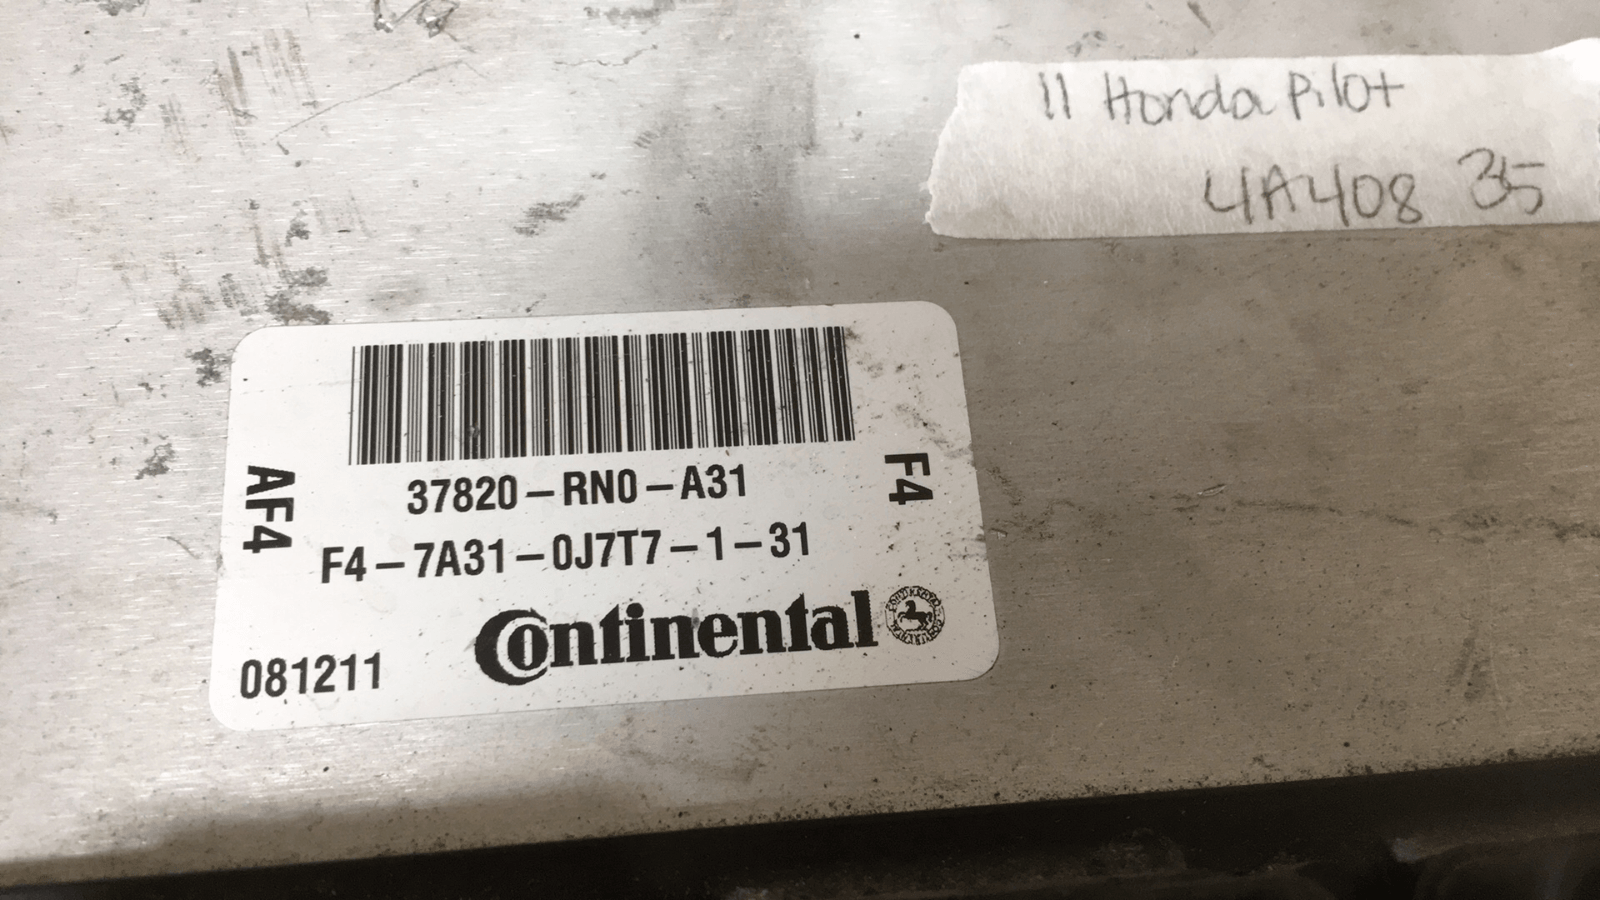 11 Honda Pilot
4A408 35
37820-RN0-A31
F4-7A31-0J7T7-1-31
AF4
F4
081211
Continental